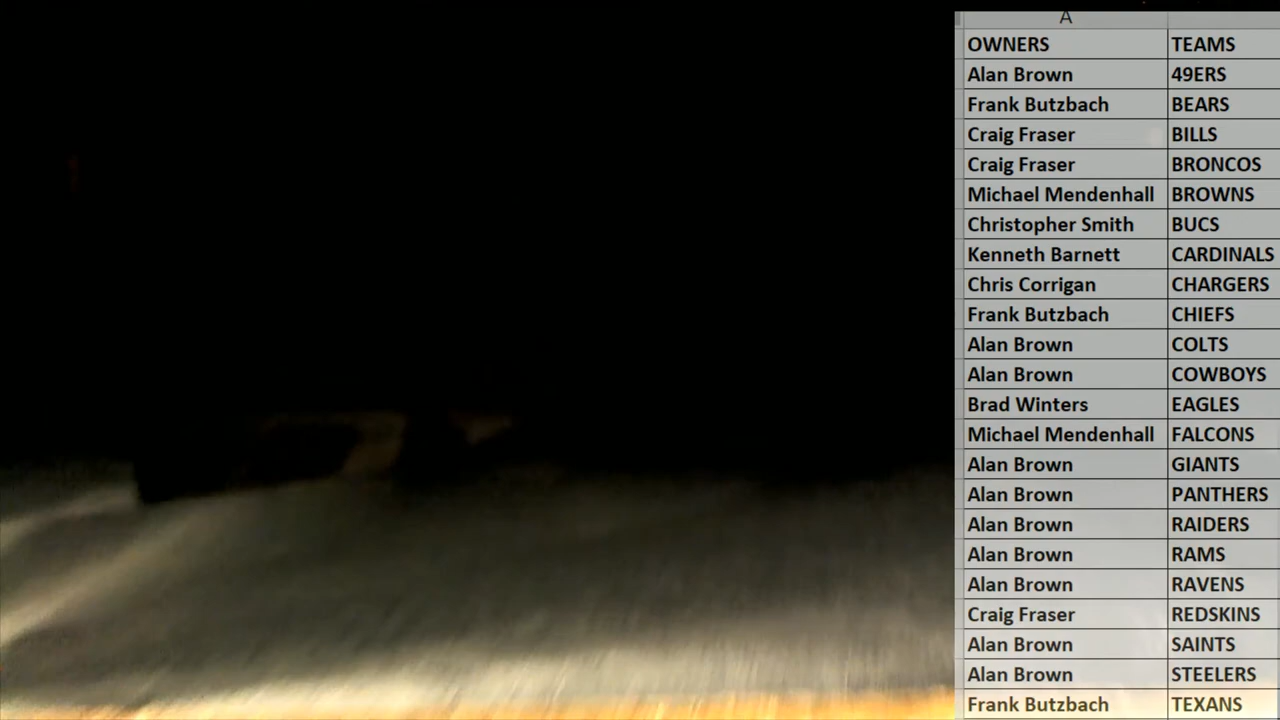 A
OWNERS TEAMS
Alan Brown 49ERS
Frank Butzbach BEARS
Craig Fraser BILLS
Craig Fraser BRONCOS
Michael Mendenhall BROWNS
Christopher Smith BUCS
Kenneth Barnett CARDINALS
Chris Corrigan CHARGERS
Frank Butzbach CHIEFS
Alan Brown COLTS
Alan Brown COWBOYS
Brad Winters EAGLES
Michael Mendenhall FALCONS
Alan Brown GIANTS
Alan Brown PANTHERS
Alan Brown RAIDERS
Alan Brown RAMS
Alan Brown RAVENS
Craig Fraser REDSKINS
Alan Brown SAINTS
Alan Brown STEELERS
Frank Butzbach TEXANS